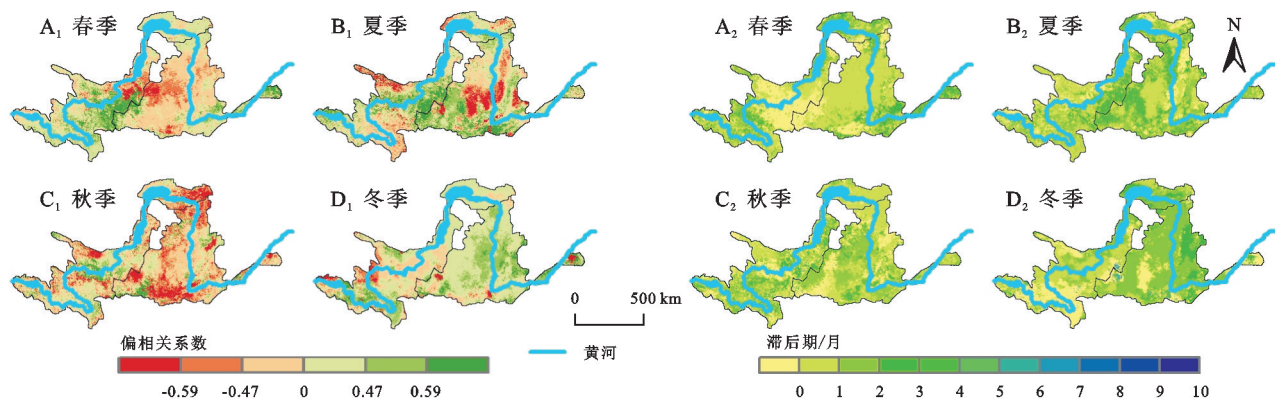 A₁ 春季
B₁ 夏季
A₂ 春季
B₂ 夏季
N
C₁ 秋季
D₁ 冬季
C₂ 秋季
D₂ 冬季
0 500 km
偏相关系数
-0.59 -0.47 0 0.47 0.59
黄河
滞后期/月
0 1 2 3 4 5 6 7 8 9 10